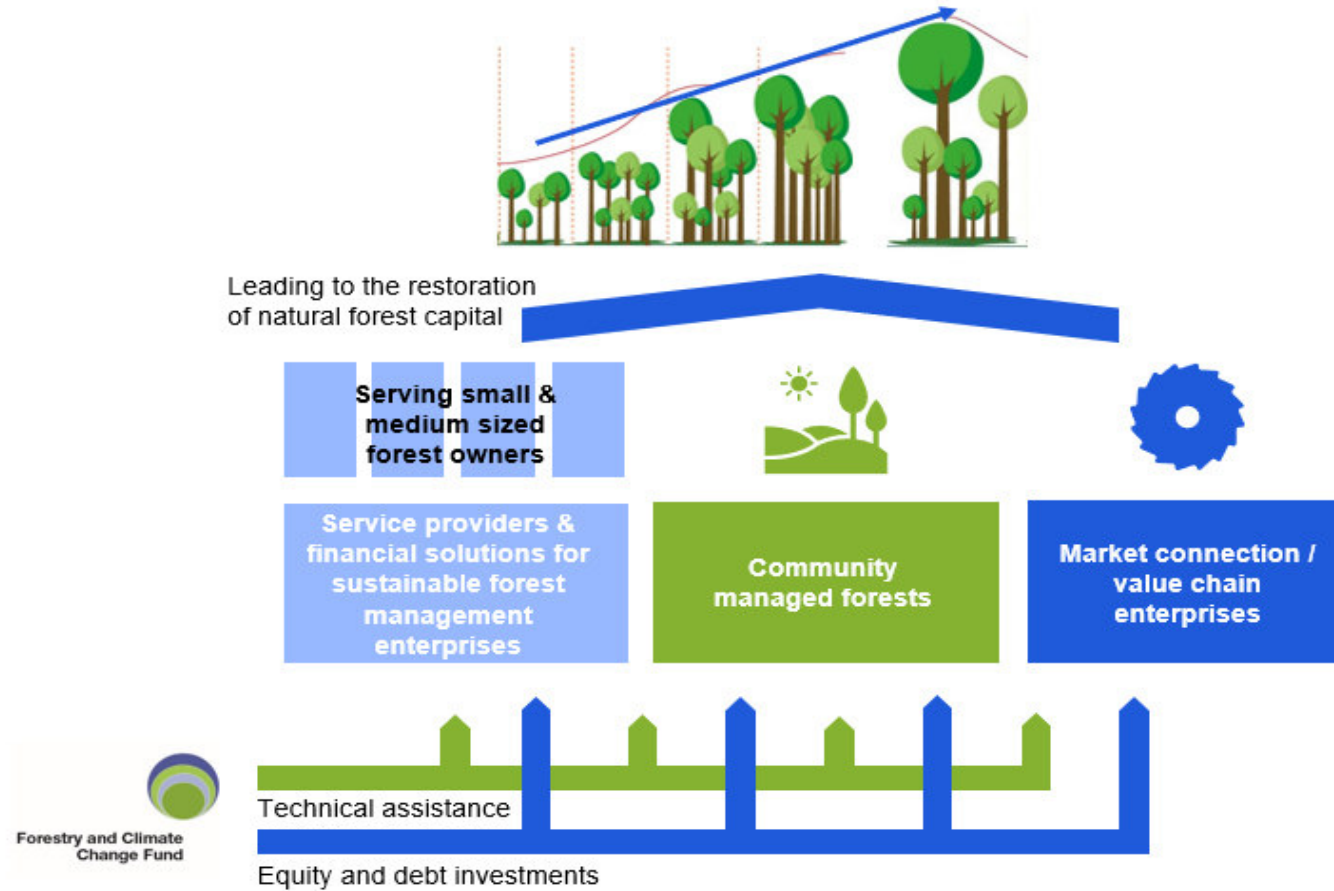 Leading to the restoration
of natural forest capital
Serving small &
medium sized
forest owners
Service providers &
financial solutions for
sustainable forest
management
enterprises
Community
managed forests
Market connection /
value chain
enterprises
Technical assistance
Forestry and Climate
Change Fund
Equity and debt investments